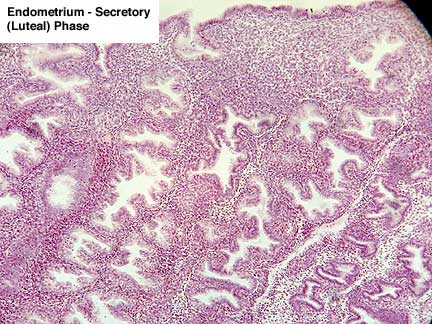 Endometrium - Secretory
(Luteal) Phase